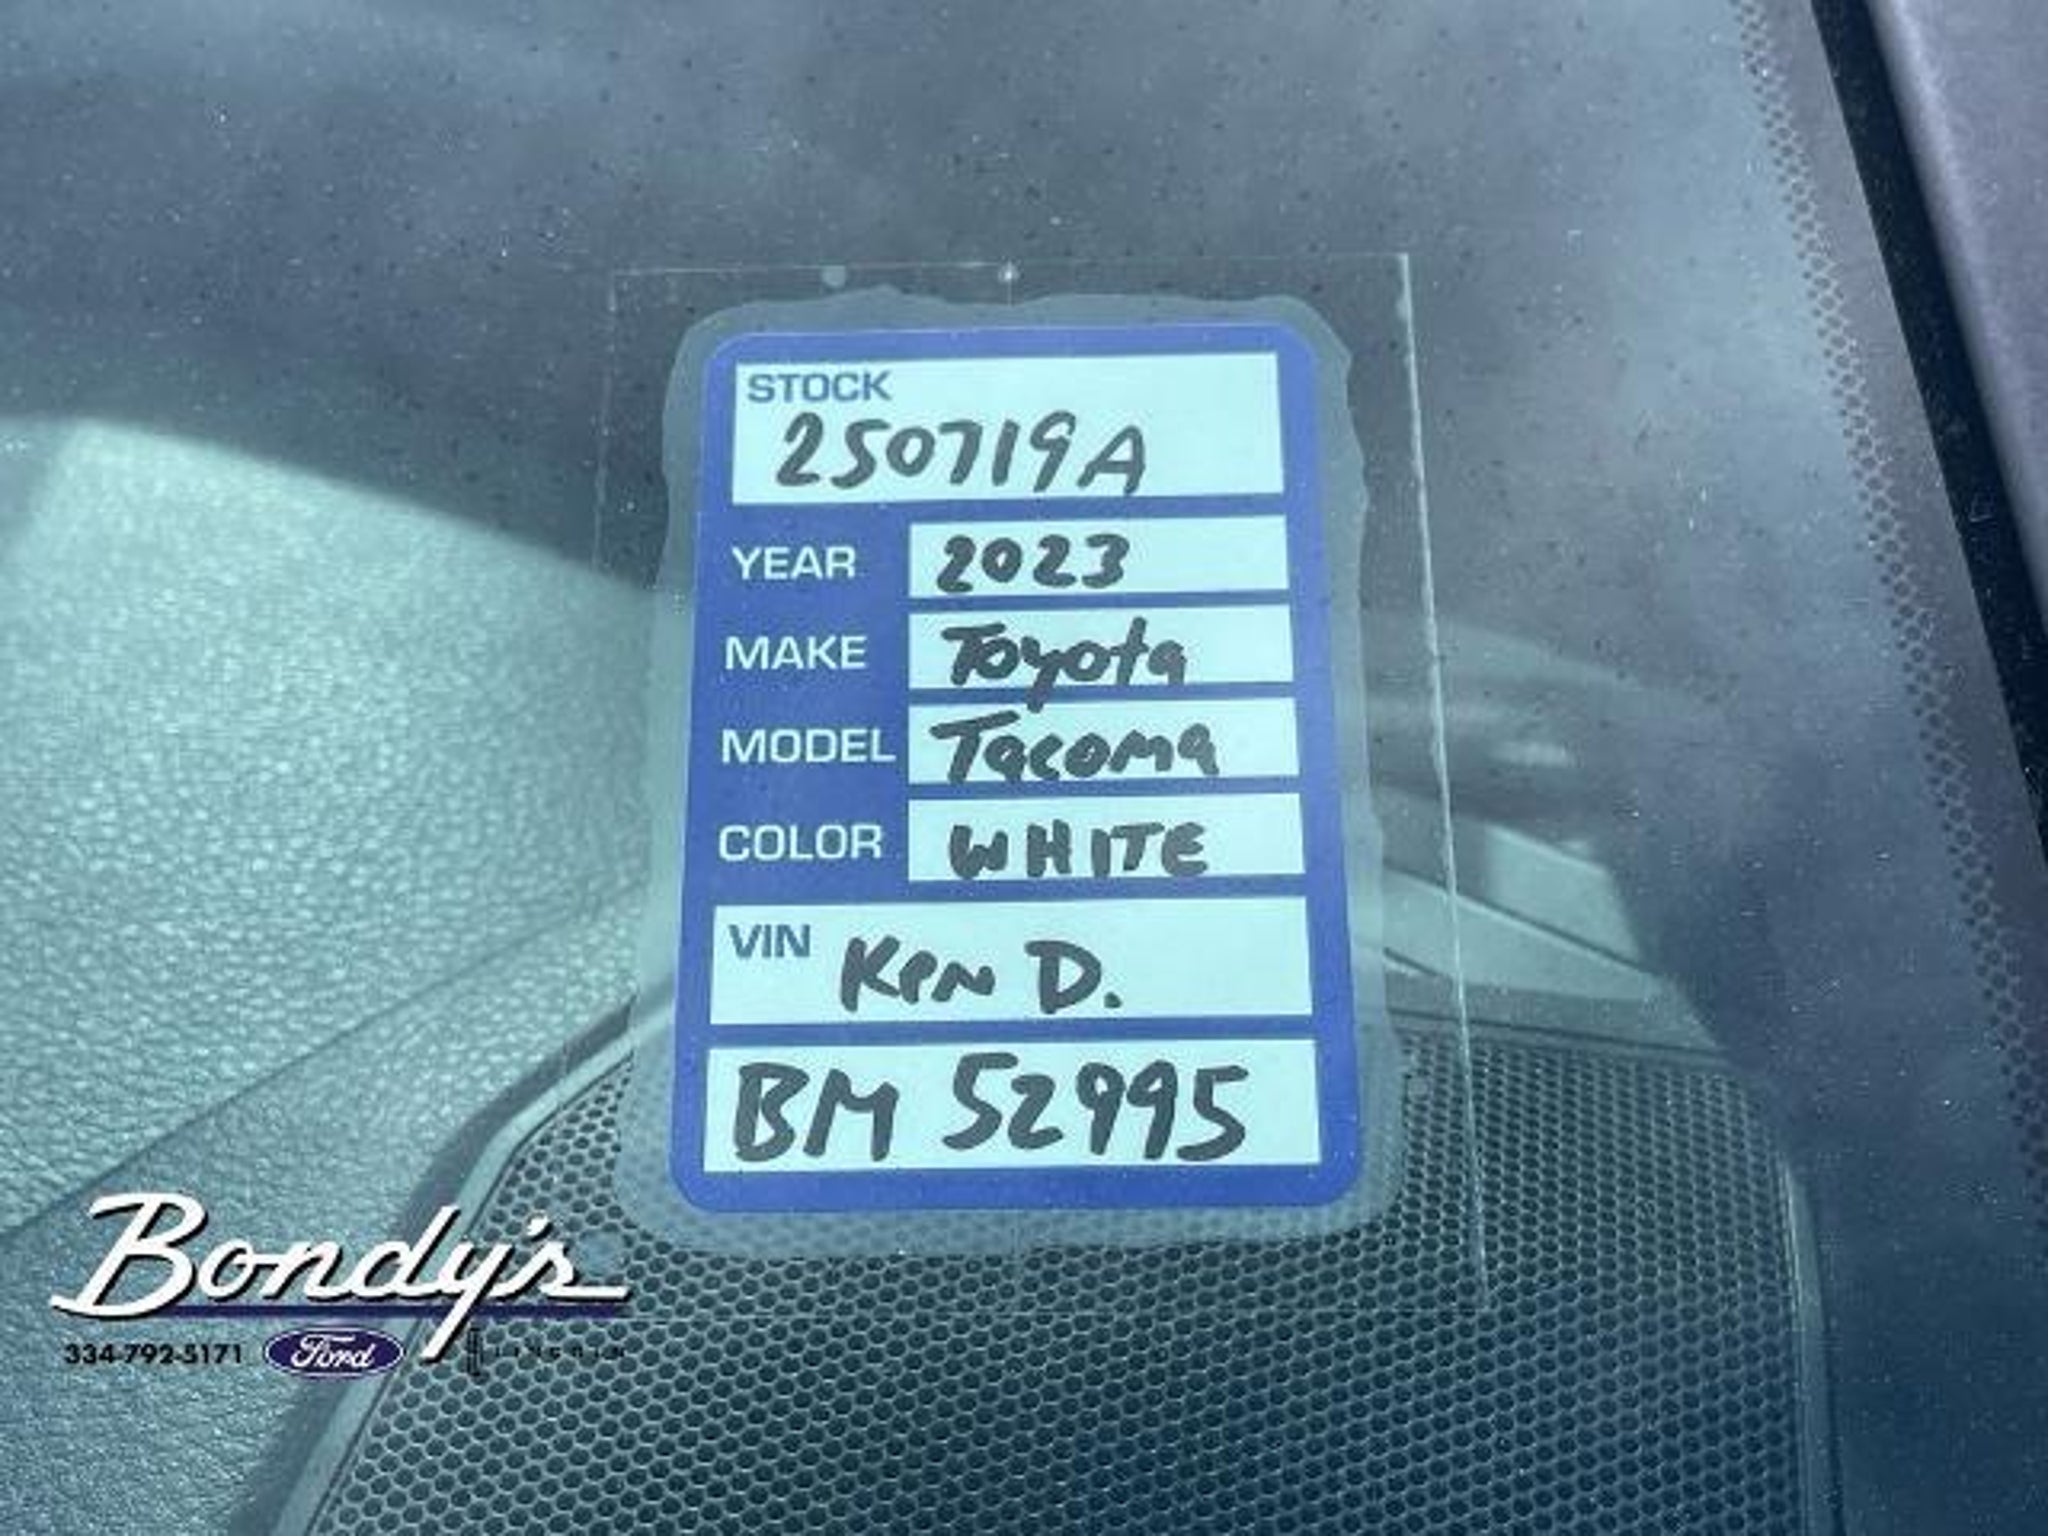 STOCK
250719A
YEAR 2023
MAKE Toyota
MODEL Tacoma
COLOR WHITE
VIN Ken D.
BM 52995
Bondy's
334-792-5171 Ford LINCOLN